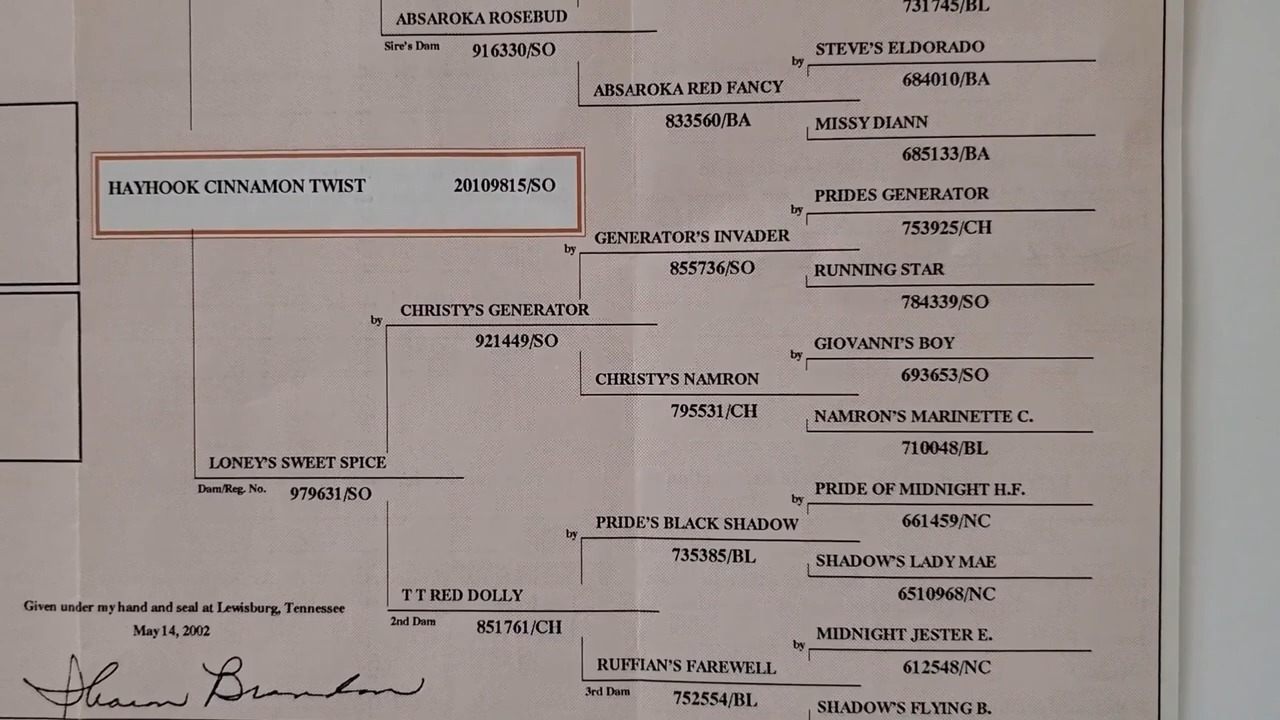 731745/BL
ABSAROKA ROSEBUD
Sire's Dam 916330/SO
STEVE'S ELDORADO
by
684010/BA
ABSAROKA RED FANCY
833560/BA
MISSY DIANN
685133/BA
HAYHOOK CINNAMON TWIST 20109815/SO
PRIDES GENERATOR
by
753925/CH
GENERATOR'S INVADER
by
855736/SO
RUNNING STAR
784339/SO
CHRISTY'S GENERATOR
by
921449/SO
GIOVANNI'S BOY
by
693653/SO
CHRISTY'S NAMRON
795531/CH
NAMRON'S MARINETTE C.
710048/BL
LONEY'S SWEET SPICE
Dam/Reg. No. 979631/SO
PRIDE OF MIDNIGHT H.F.
by
661459/NC
PRIDE'S BLACK SHADOW
by
735385/BL
SHADOW'S LADY MAE
6510968/NC
T T RED DOLLY
2nd Dam 851761/CH
MIDNIGHT JESTER E.
by
612548/NC
RUFFIAN'S FAREWELL
3rd Dam 752554/BL
SHADOW'S FLYING B.
Given under my hand and seal at Lewisburg, Tennessee
May 14, 2002
Sharon Brandon